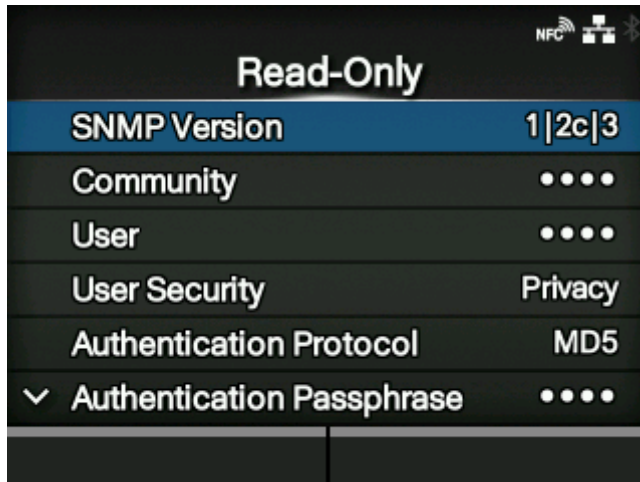 NFC
Read-Only
SNMP Version 1|2c|3
Community ●●●●
User ●●●●
User Security Privacy
Authentication Protocol MD5
Authentication Passphrase ●●●●